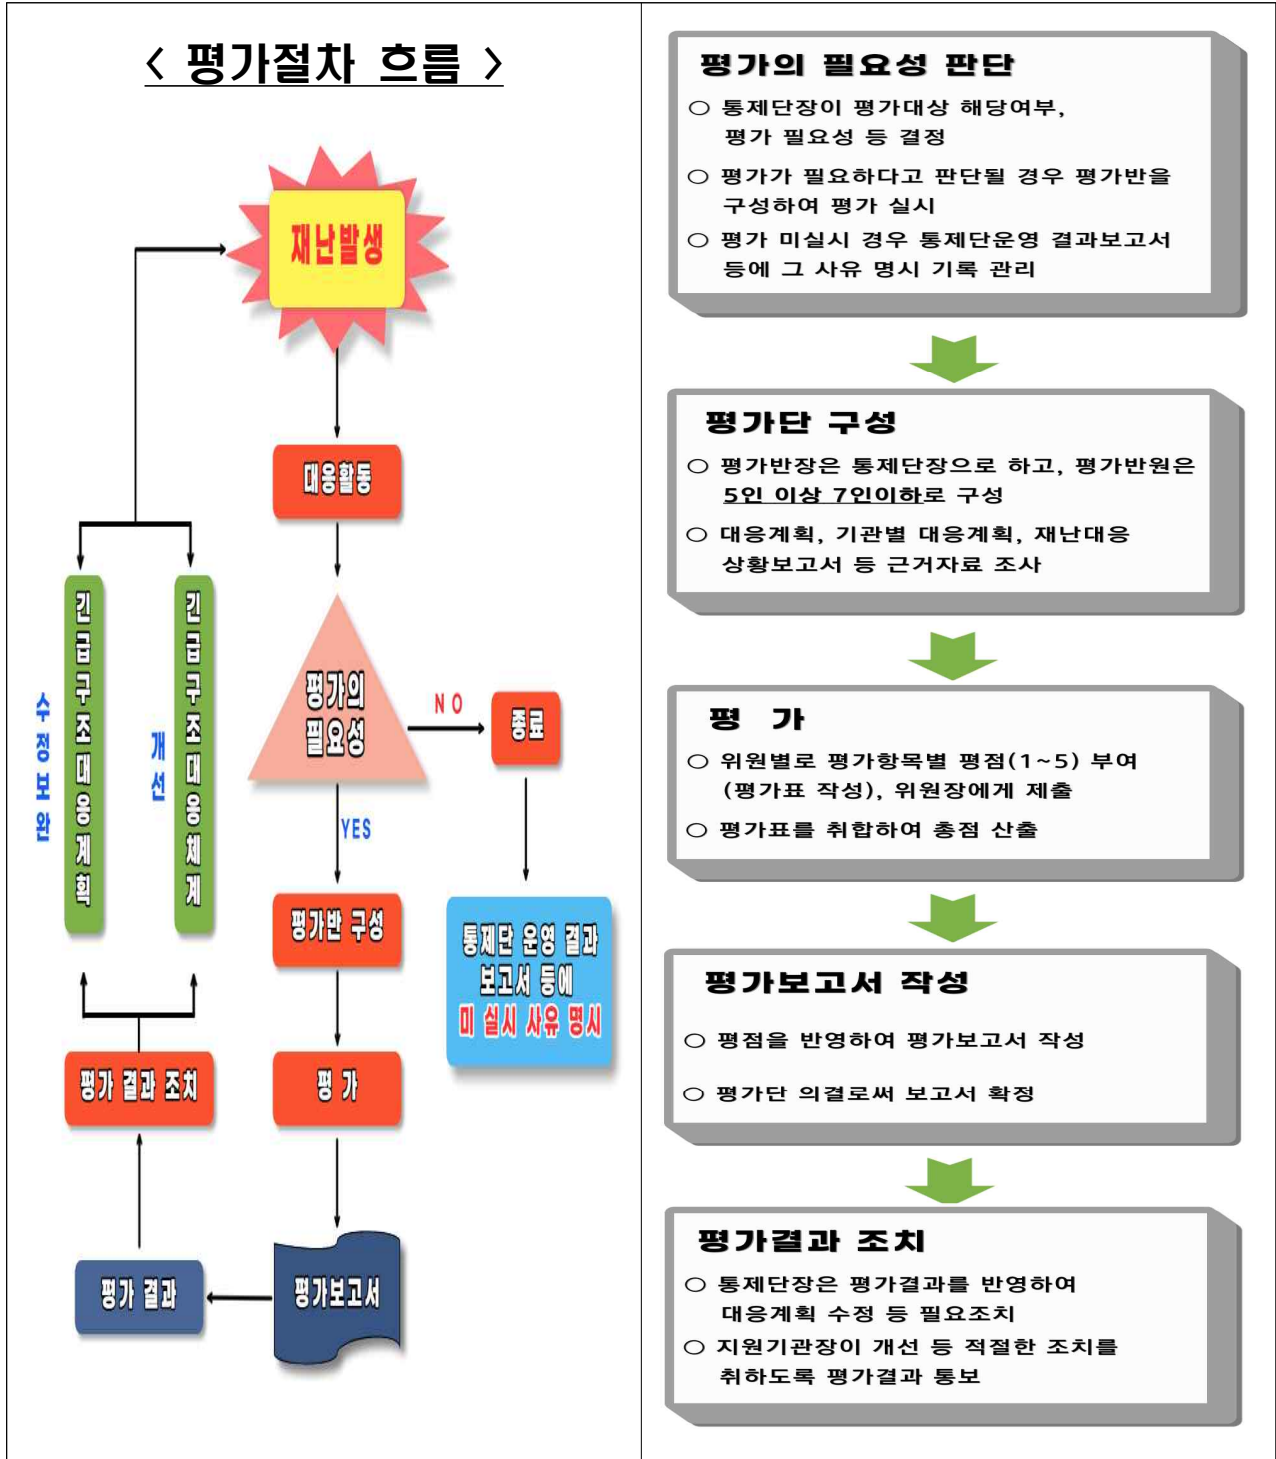 < 평가절차 흐름 >
재난발생
대응활동
평가의
필요성
NO
종료
YES
통제단 운영 결과
보고서 등에
미 실시 사유 명시
평가반 구성
평 가
평가보고서
평가 결과
평가 결과 조치
긴급구조대응계획
수정보완
긴급구조대응체계
개선
평가의 필요성 판단
○ 통제단장이 평가대상 해당여부,
평가 필요성 등 결정
○ 평가가 필요하다고 판단될 경우 평가반을
구성하여 평가 실시
○ 평가 미실시 경우 통제단운영 결과보고서
등에 그 사유 명시 기록 관리
평가단 구성
○ 평가반장은 통제단장으로 하고, 평가반원은
5인 이상 7인이하로 구성
○ 대응계획, 기관별 대응계획, 재난대응
상황보고서 등 근거자료 조사
평 가
○ 위원별로 평가항목별 평점(1~5) 부여
(평가표 작성), 위원장에게 제출
○ 평가표를 취합하여 총점 산출
평가보고서 작성
○ 평점을 반영하여 평가보고서 작성
○ 평가단 의결로써 보고서 확정
평가결과 조치
○ 통제단장은 평가결과를 반영하여
대응계획 수정 등 필요조치
○ 지원기관장이 개선 등 적절한 조치를
취하도록 평가결과 통보